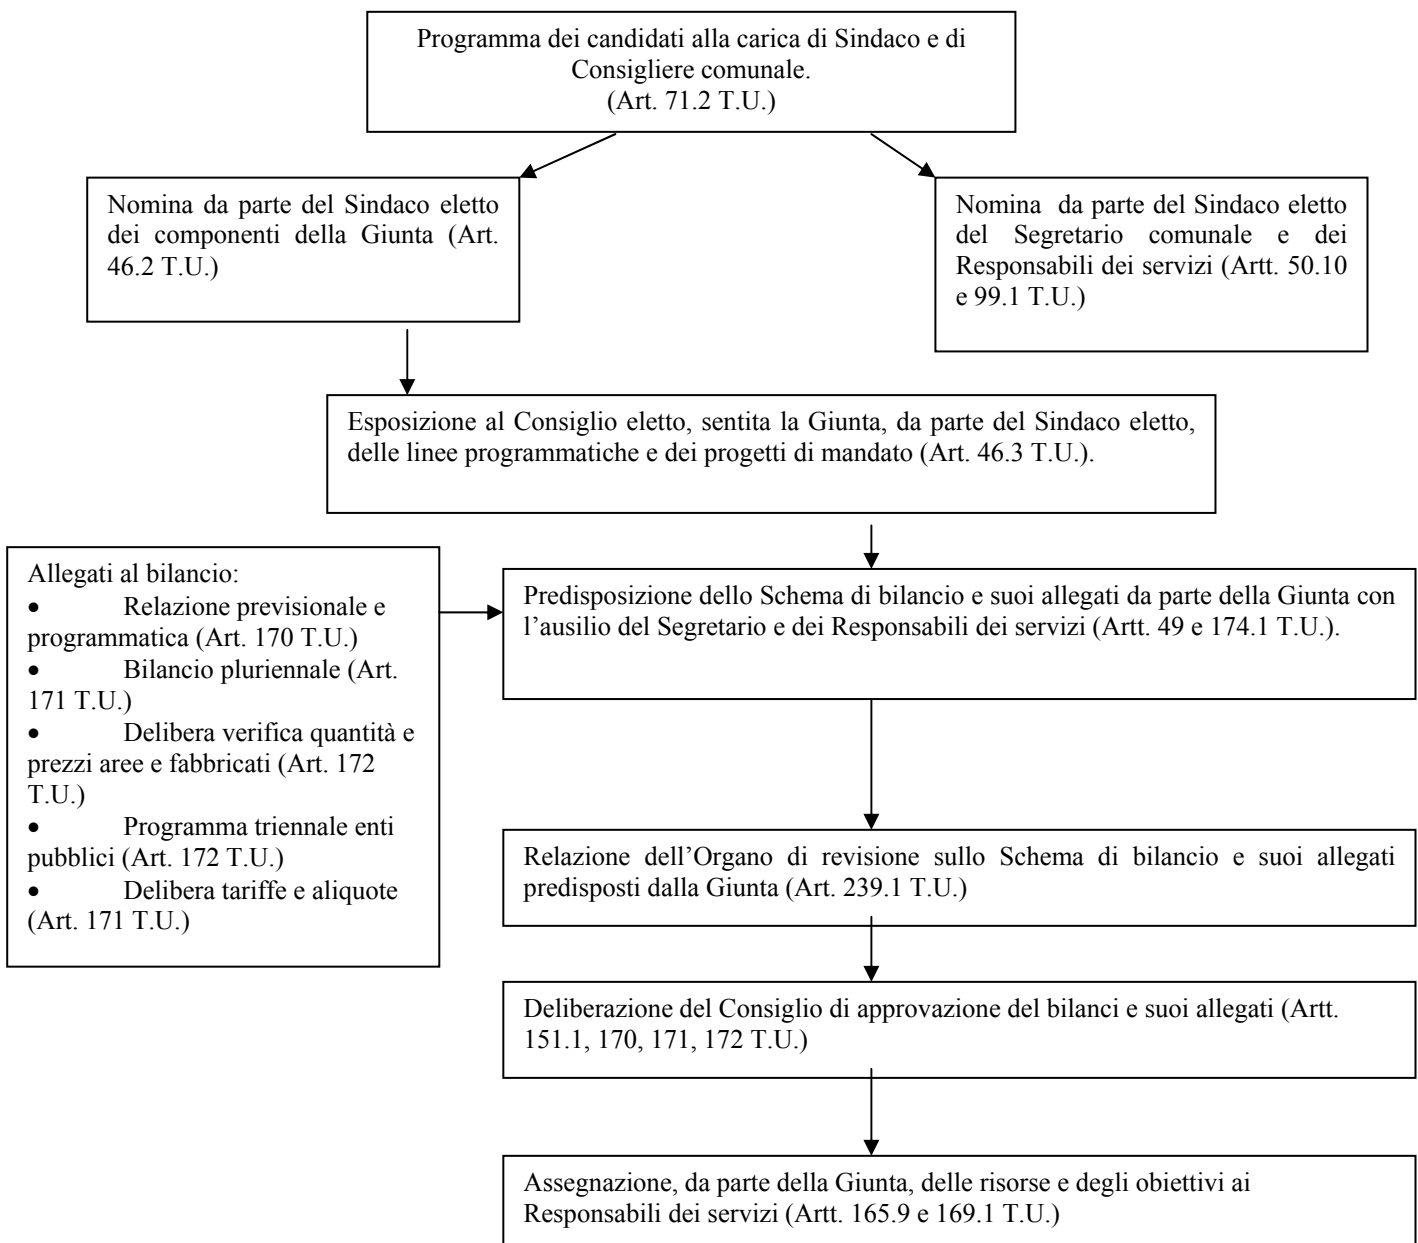 Programma dei candidati alla carica di Sindaco e di
Consigliere comunale.
(Art. 71.2 T.U.)
Nomina da parte del Sindaco eletto
dei componenti della Giunta (Art.
46.2 T.U.)
Nomina da parte del Sindaco eletto
del Segretario comunale e dei
Responsabili dei servizi (Artt. 50.10
e 99.1 T.U.)
Esposizione al Consiglio eletto, sentita la Giunta, da parte del Sindaco eletto,
delle linee programmatiche e dei progetti di mandato (Art. 46.3 T.U.).
Allegati al bilancio:
• Relazione previsionale e
programmatica (Art. 170 T.U.)
• Bilancio pluriennale (Art.
171 T.U.)
• Delibera verifica quantità e
prezzi aree e fabbricati (Art. 172
T.U.)
• Programma triennale enti
pubblici (Art. 172 T.U.)
• Delibera tariffe e aliquote
(Art. 171 T.U.)
Predisposizione dello Schema di bilancio e suoi allegati da parte della Giunta con
l’ausilio del Segretario e dei Responsabili dei servizi (Artt. 49 e 174.1 T.U.).
Relazione dell’Organo di revisione sullo Schema di bilancio e suoi allegati
predisposti dalla Giunta (Art. 239.1 T.U.)
Deliberazione del Consiglio di approvazione del bilanci e suoi allegati (Artt.
151.1, 170, 171, 172 T.U.)
Assegnazione, da parte della Giunta, delle risorse e degli obiettivi ai
Responsabili dei servizi (Artt. 165.9 e 169.1 T.U.)